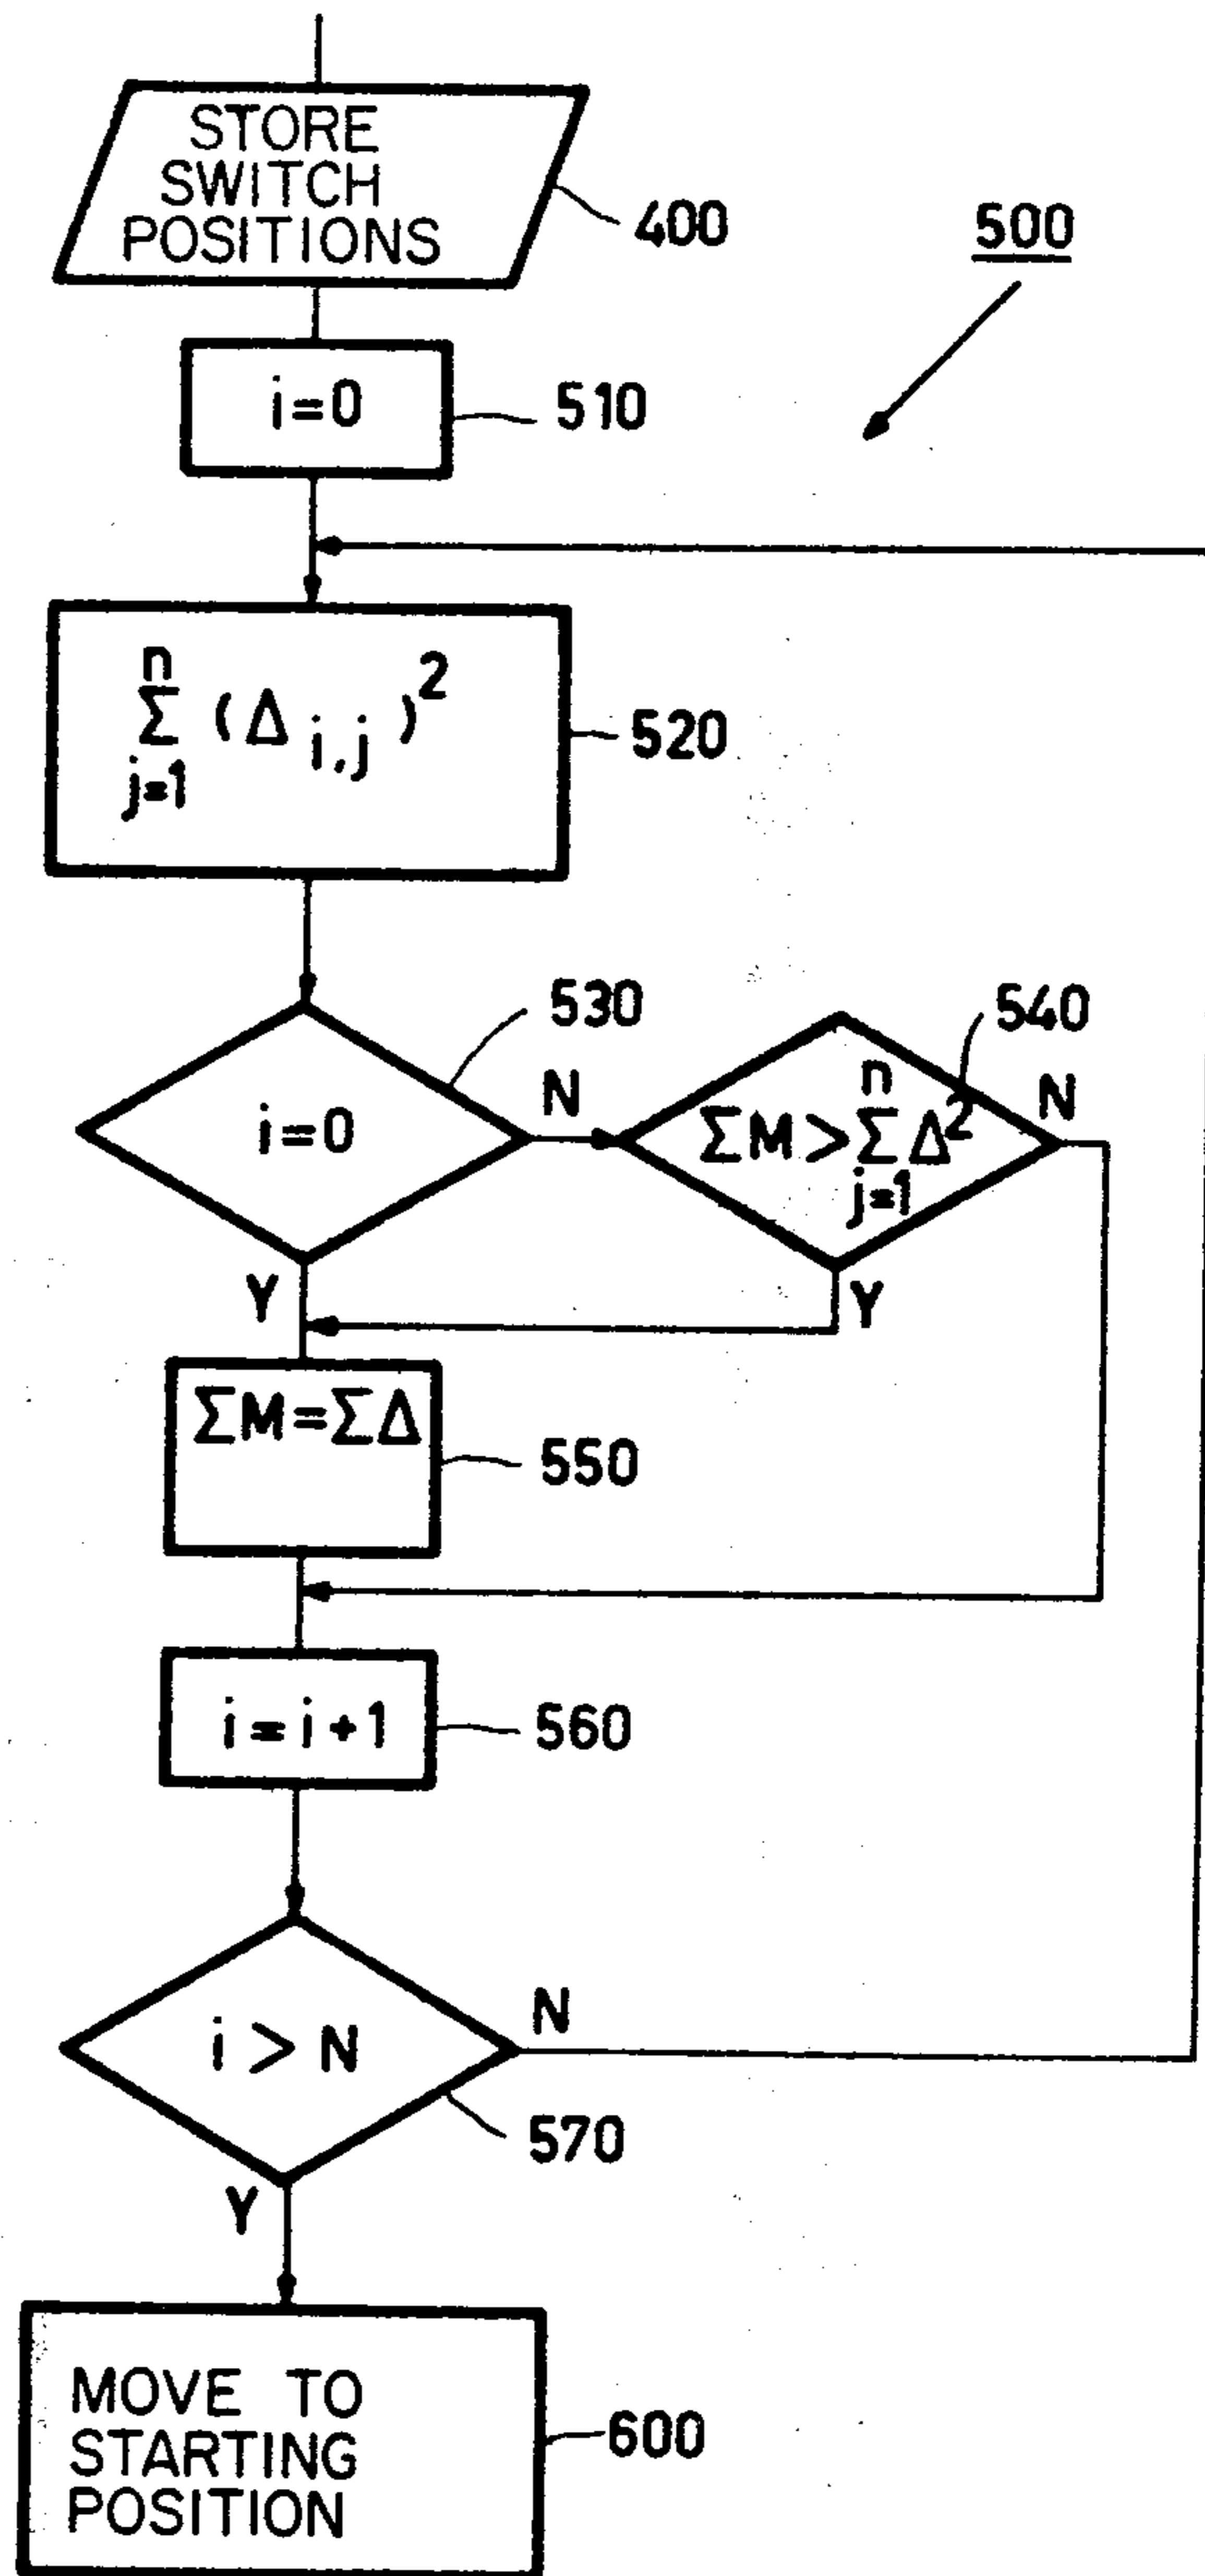 STORE
SWITCH
POSITIONS
400
500
i=0
510
n
Σ (Δ i,j )²
j=1
520
530
i=0
N
Y
540
n
ΣM>Σ Δ²
j=1
N
Y
ΣM=ΣΔ
550
i=i+1
560
i > N
N
570
Y
MOVE TO
STARTING
POSITION
600